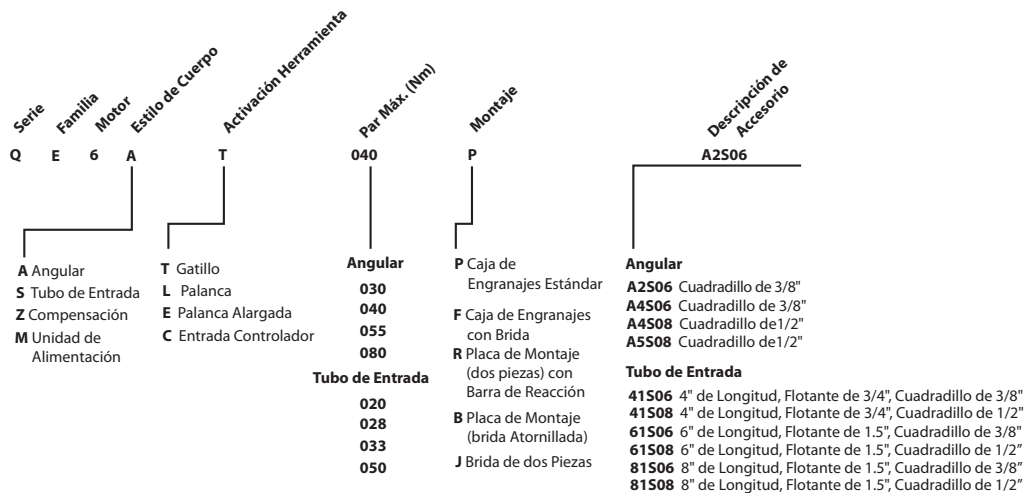 Serie
Familia
Motor
Estilo de Cuerpo
Activación Herramienta
Par Máx. (Nm)
Montaje
Descripción de
Accesorio
Q E 6 A T 040 P A2S06
A Angular
S Tubo de Entrada
Z Compensación
M Unidad de
Alimentación
T Gatillo
L Palanca
E Palanca Alargada
C Entrada Controlador
Angular
030
040
055
080
Tubo de Entrada
020
028
033
050
P Caja de
Engranajes Estándar
F Caja de Engranajes
con Brida
R Placa de Montaje
(dos piezas) con
Barra de Reacción
B Placa de Montaje
(brida Atornillada)
J Brida de dos Piezas
Angular
A2S06 Cuadradillo de 3/8"
A4S06 Cuadradillo de 3/8"
A4S08 Cuadradillo de1/2"
A5S08 Cuadradillo de1/2"
Tubo de Entrada
41S06 4" de Longitud, Flotante de 3/4", Cuadradillo de 3/8"
41S08 4" de Longitud, Flotante de 3/4", Cuadradillo de 1/2"
61S06 6" de Longitud, Flotante de 1.5", Cuadradillo de 3/8"
61S08 6" de Longitud, Flotante de 1.5", Cuadradillo de 1/2”
81S06 8" de Longitud, Flotante de 1.5", Cuadradillo de 3/8”
81S08 8" de Longitud, Flotante de 1.5", Cuadradillo de 1/2”